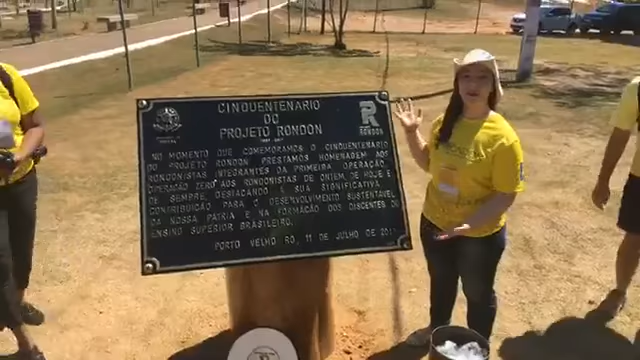 CINQUENTENÁRIO
DO
PROJETO RONDON
NO MOMENTO QUE COMEMORAMOS O CINQUENTENÁRIO
DO PROJETO RONDON PRESTAMOS HOMENAGEM AOS
RONDONISTAS INTEGRANTES DA PRIMEIRA OPERAÇÃO,
OPERAÇÃO ZERO, AOS RONDONISTAS DE ONTEM, DE HOJE E
DE SEMPRE, DESTACANDO A SUA SIGNIFICATIVA
CONTRIBUIÇÃO PARA O DESENVOLVIMENTO SUSTENTÁVEL
DA NOSSA PÁTRIA E NA FORMAÇÃO DOS DISCENTES DO
ENSINO SUPERIOR BRASILEIRO.
PORTO VELHO RO, 11 DE JULHO DE
R
RONDON